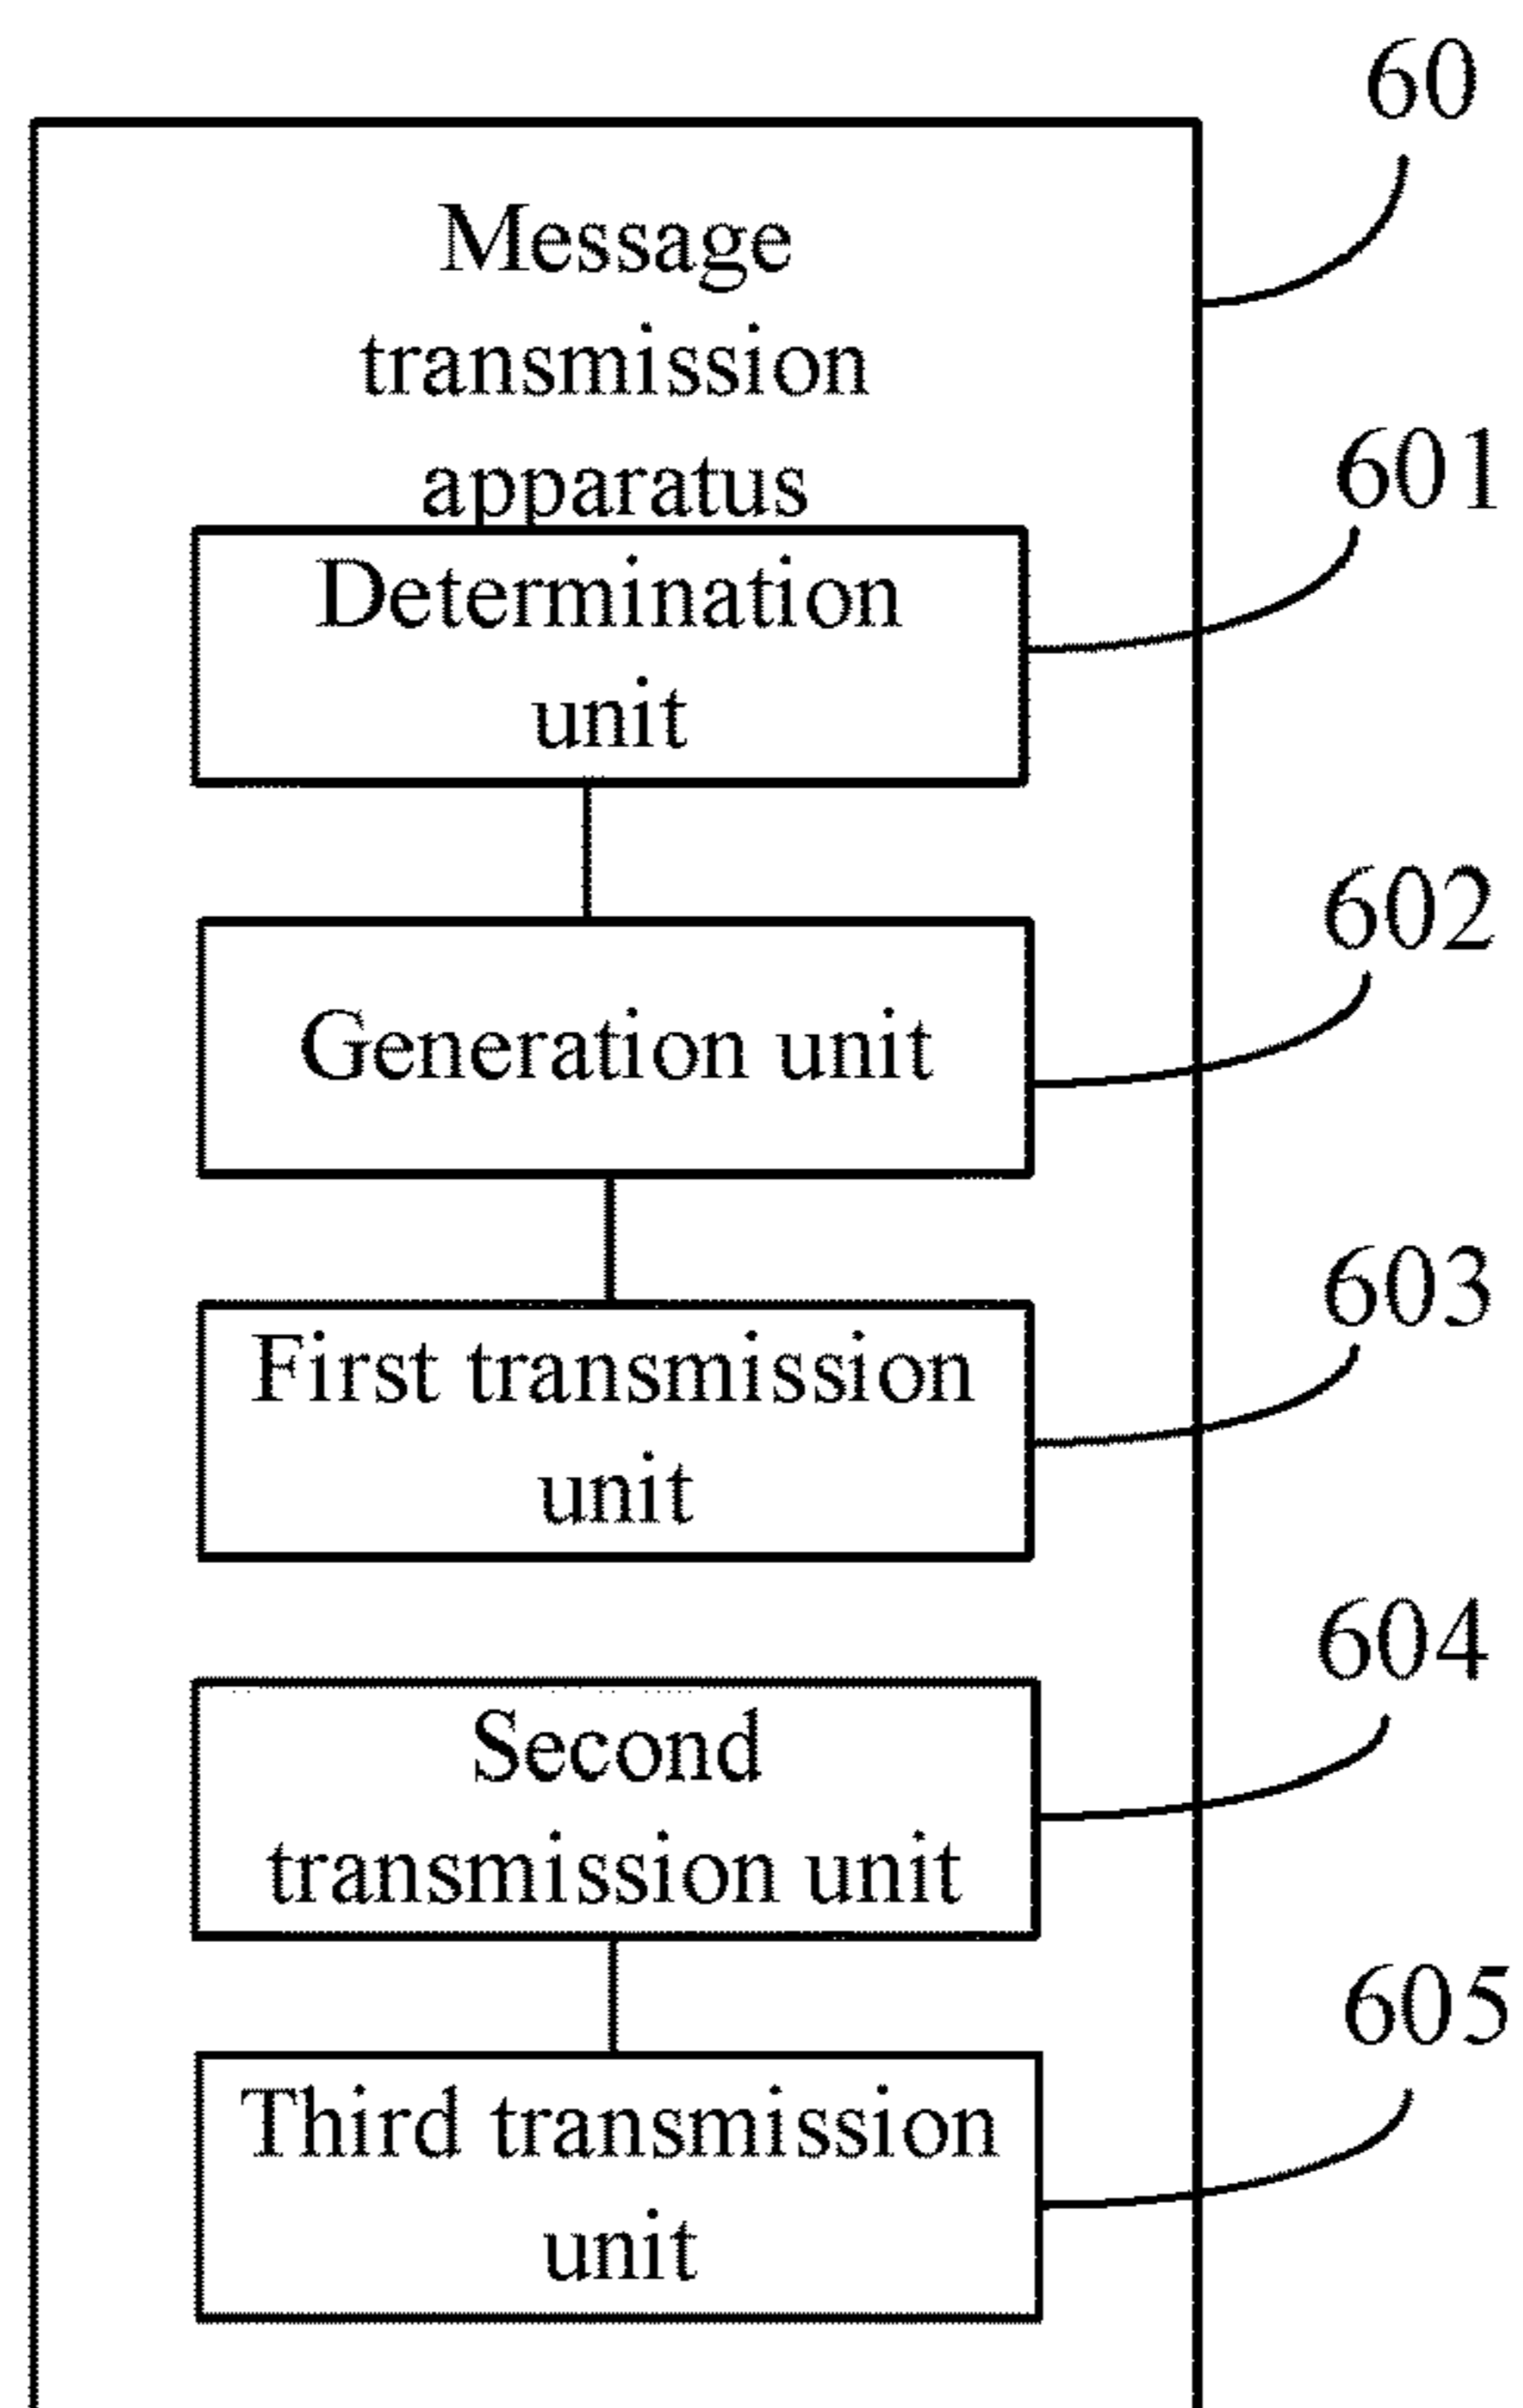 60
Message
transmission
apparatus
601
Determination
unit
602
Generation unit
603
First transmission
unit
604
Second
transmission unit
605
Third transmission
unit